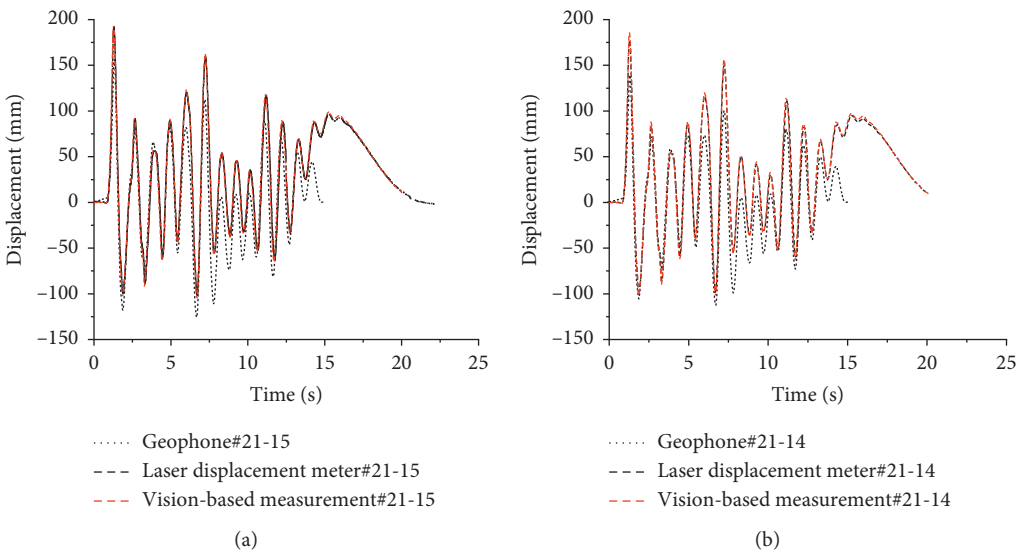 200
150
100
50
0
−50
−100
−150
Displacement (mm)
0 5 10 15 20 25
Time (s)
Geophone#21-15
Laser displacement meter#21-15
Vision-based measurement#21-15
(a)
200
150
100
50
0
−50
−100
−150
Displacement (mm)
0 5 10 15 20 25
Time (s)
Geophone#21-14
Laser displacement meter#21-14
Vision-based measurement#21-14
(b)